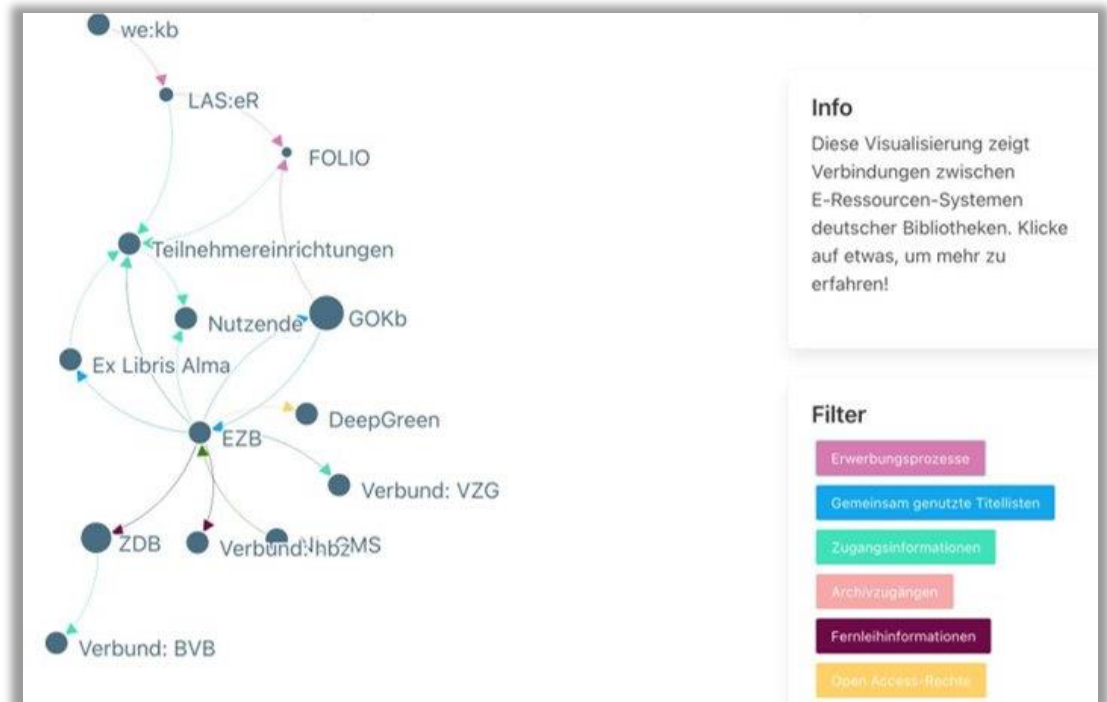 we:kb
LAS:eR
FOLIO
Teilnehmereinrichtungen
Nutzende
GOKb
Ex Libris Alma
DeepGreen
EZB
Verbund: VZG
ZDB
Verbund: hbz
Verbund: BVB
Info
Diese Visualisierung zeigt
Verbindungen zwischen
E-Ressourcen-Systemen
deutscher Bibliotheken. Klicke
auf etwas, um mehr zu
erfahren!
Filter
Erwerbungsprozesse
Gemeinsam genutzte Titellisten
Zugangsinformationen
Archivzugängen
Fernleihinformationen
Open Access-Rechte